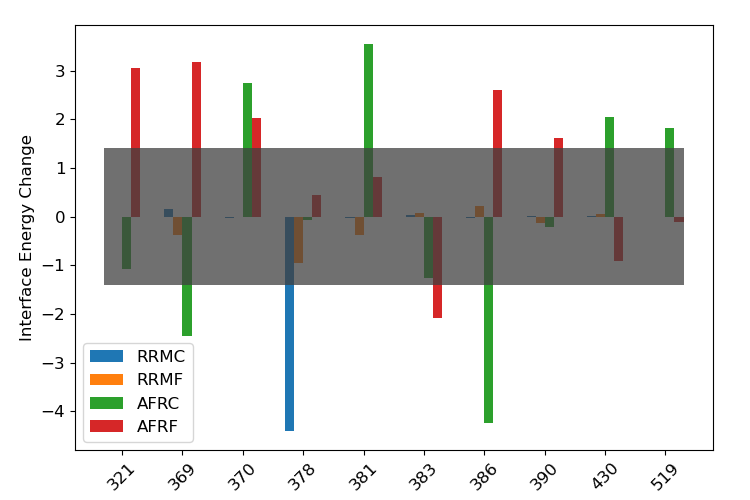 Interface Energy Change
3
2
1
0
−1
−2
−3
−4
RRMC
RRMF
AFRC
AFRF
321 369 370 378 381 383 386 390 430 519